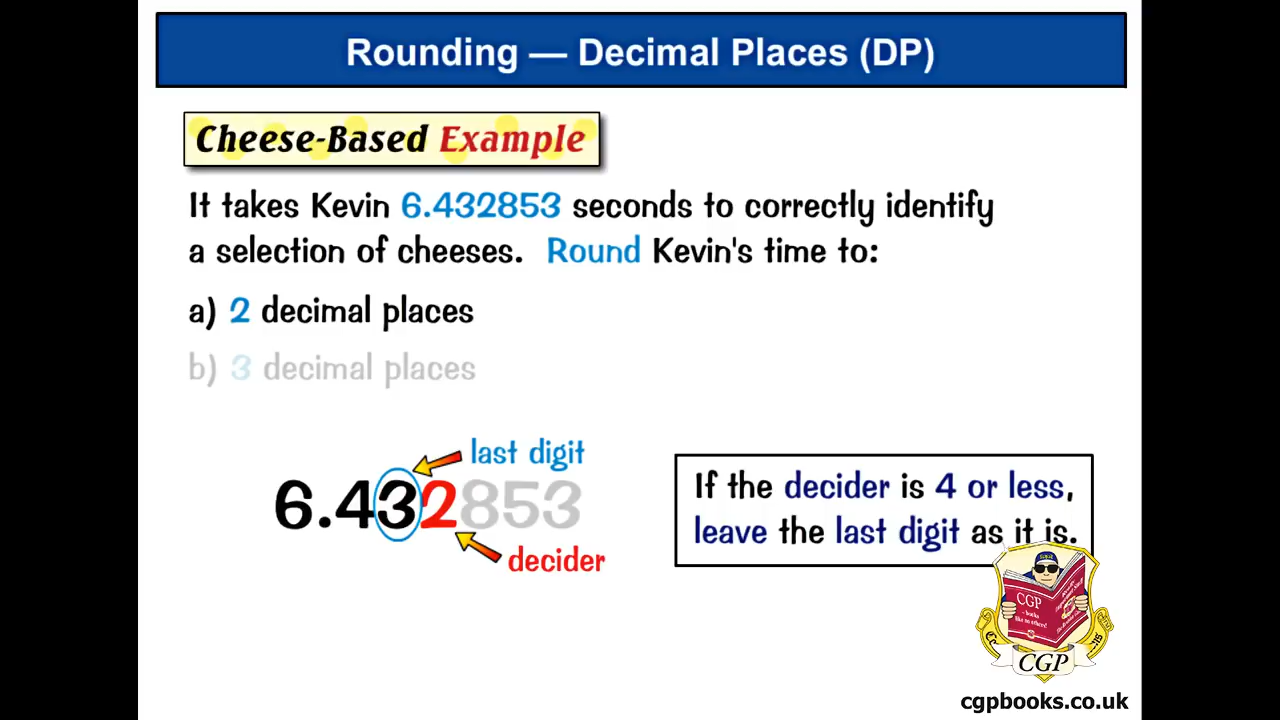 Rounding — Decimal Places (DP)
Cheese-Based Example
It takes Kevin 6.432853 seconds to correctly identify
a selection of cheeses. Round Kevin's time to:
a) 2 decimal places
b) 3 decimal places
last digit
6.432853
decider
If the decider is 4 or less,
leave the last digit as it is.
CGP
CGP
cgpbooks.co.uk